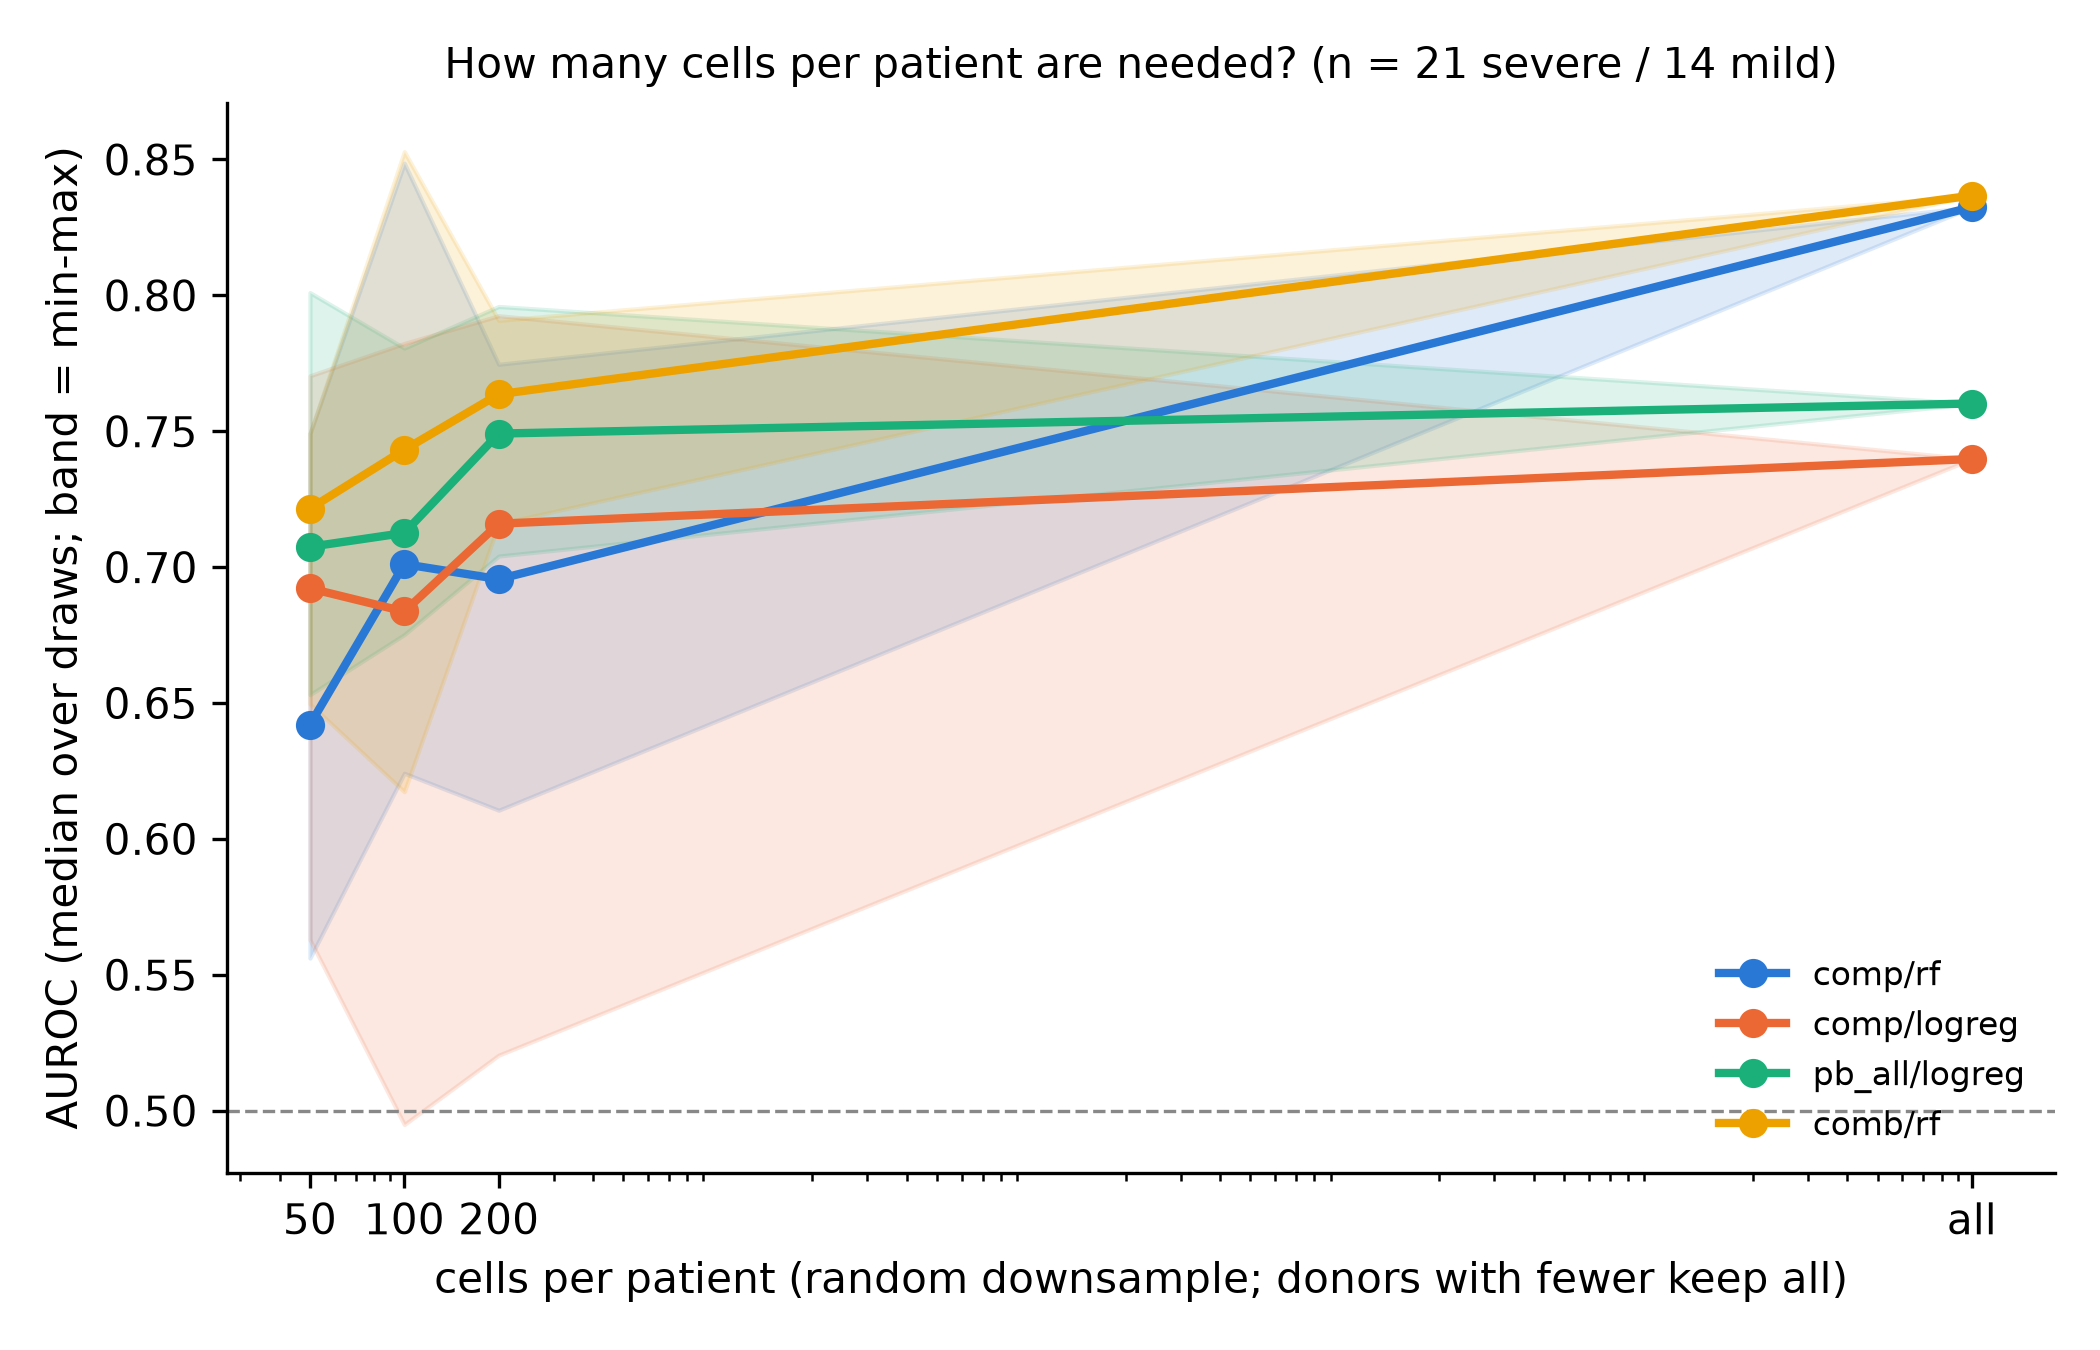 How many cells per patient are needed? (n = 21 severe / 14 mild)
AUROC (median over draws; band = min-max)
0.85
0.80
0.75
0.70
0.65
0.60
0.55
0.50
comp/rf
comp/logreg
pb_all/logreg
comb/rf
50 100 200 all
cells per patient (random downsample; donors with fewer keep all)